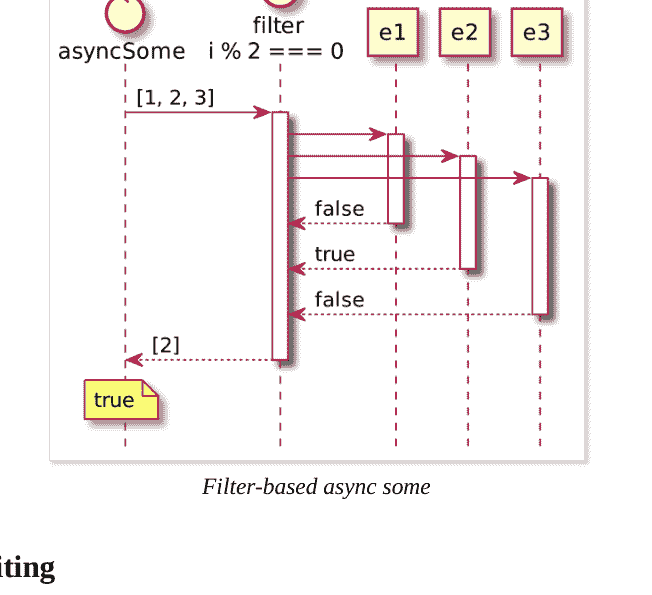 filter
asyncSome i % 2 === 0
e1 e2 e3
[1, 2, 3]
false
true
false
[2]
true
Filter-based async some
iting